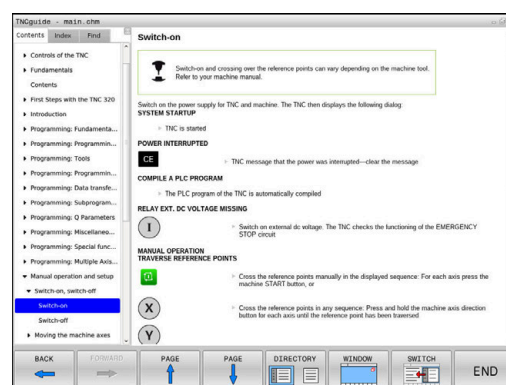 TNCguide - main.chm
Contents Index Find
Controls of the TNC
Fundamentals
Contents
First Steps with the TNC 320
Introduction
Programming: Fundamenta...
Programming: Programmin...
Programming: Tools
Programming: Programmin...
Programming: Data transfe...
Programming: Subprogram...
Programming: Q Parameters
Programming: Miscellaneo...
Programming: Special func...
Programming: Multiple Axis...
Manual operation and setup
Switch-on, switch-off
Switch-on
Switch-off
Moving the machine axes
Switch-on
Switch-on and crossing over the reference points can vary depending on the machine tool.
Refer to your machine manual.
Switch on the power supply for TNC and machine. The TNC then displays the following dialog:
SYSTEM STARTUP
TNC is started
POWER INTERRUPTED
CE
TNC message that the power was interrupted—clear the message
COMPILE A PLC PROGRAM
The PLC program of the TNC is automatically compiled
RELAY EXT. DC VOLTAGE MISSING
I
Switch on external dc voltage. The TNC checks the functioning of the EMERGENCY
STOP circuit
MANUAL OPERATION
TRAVERSE REFERENCE POINTS
Cross the reference points manually in the displayed sequence: For each axis press the
machine START button, or
X
Cross the reference points in any sequence: Press and hold the machine axis direction
button for each axis until the reference point has been traversed
Y
BACK FORWARD PAGE PAGE DIRECTORY WINDOW SWITCH END